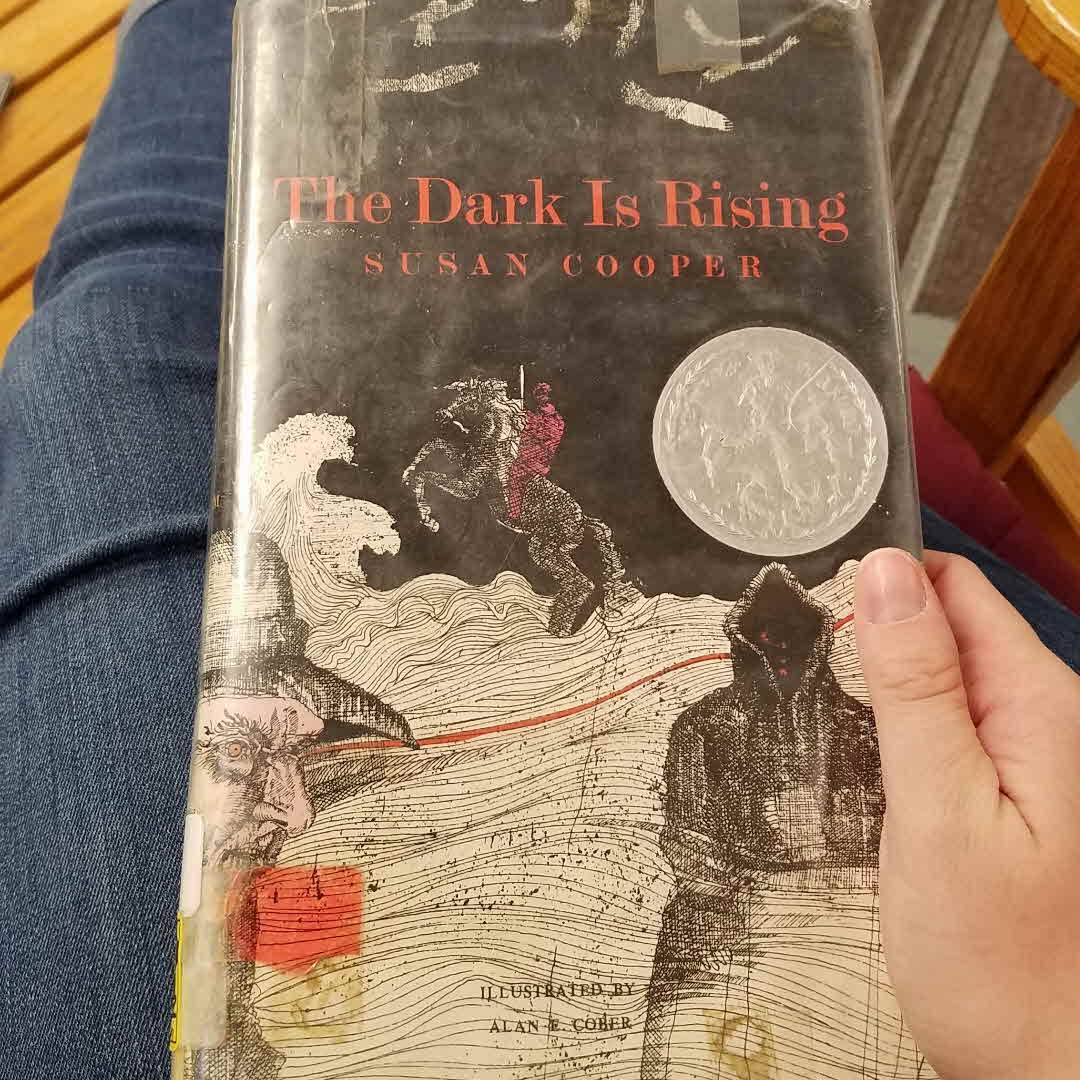 The Dark Is Rising
SUSAN COOPER
ILLUSTRATED BY
ALAN E. COBER